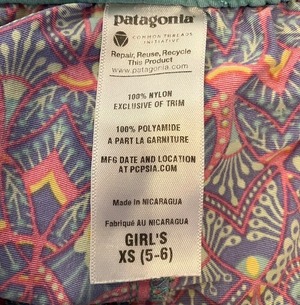 patagonia
COMMON THREADS
INITIATIVE
Repair, Reuse, Recycle
This Product
www.patagonia.com
100% NYLON
EXCLUSIVE OF TRIM
100% POLYAMIDE
A PART LA GARNITURE
MFG DATE AND LOCATION
AT PCPSIA.COM
Made in NICARAGUA
Fabriqué AU NICARAGUA
GIRL'S
XS (5-6)